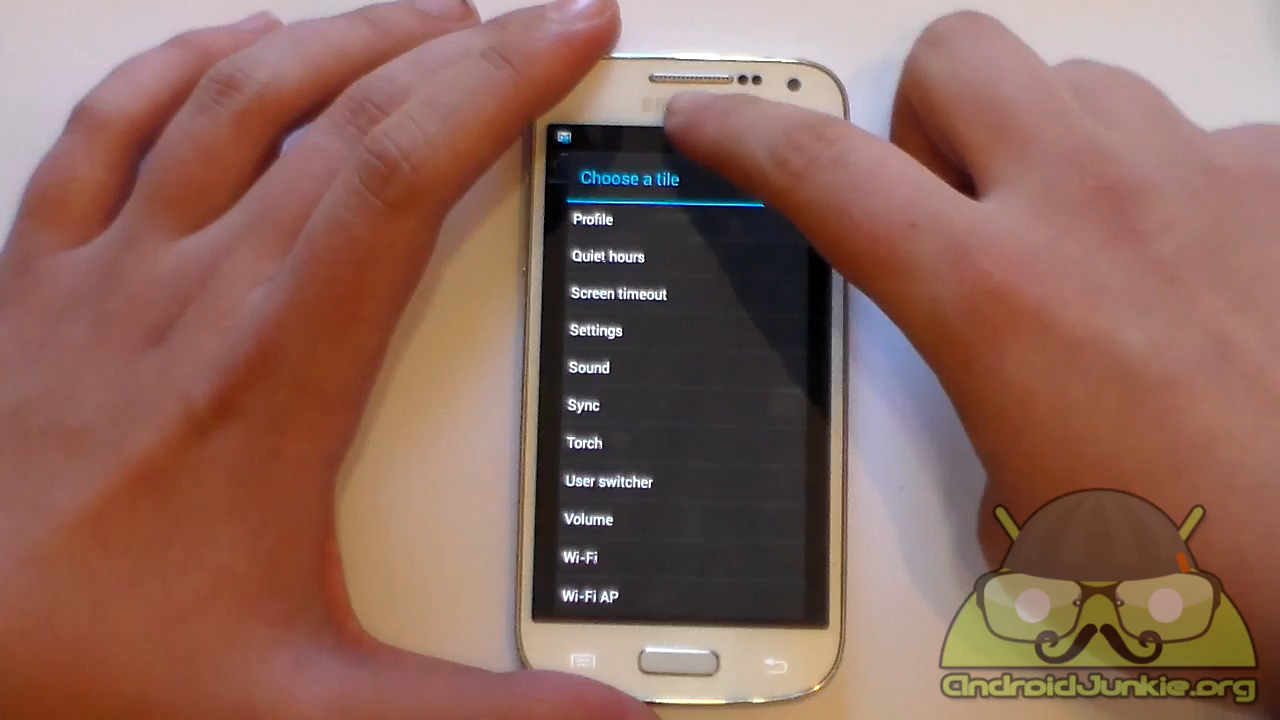 Choose a tile
Profile
Quiet hours
Screen timeout
Settings
Sound
Sync
Torch
User switcher
Volume
Wi-Fi
Wi-Fi AP
AndroidJunkie.org